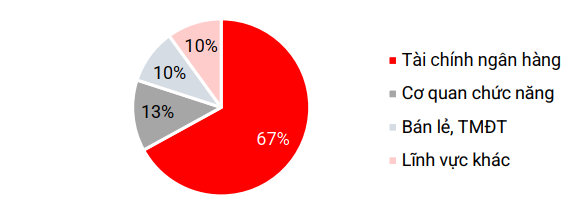 10%
10%
13%
67%
Tài chính ngân hàng
Cơ quan chức năng
Bán lẻ, TMĐT
Lĩnh vực khác